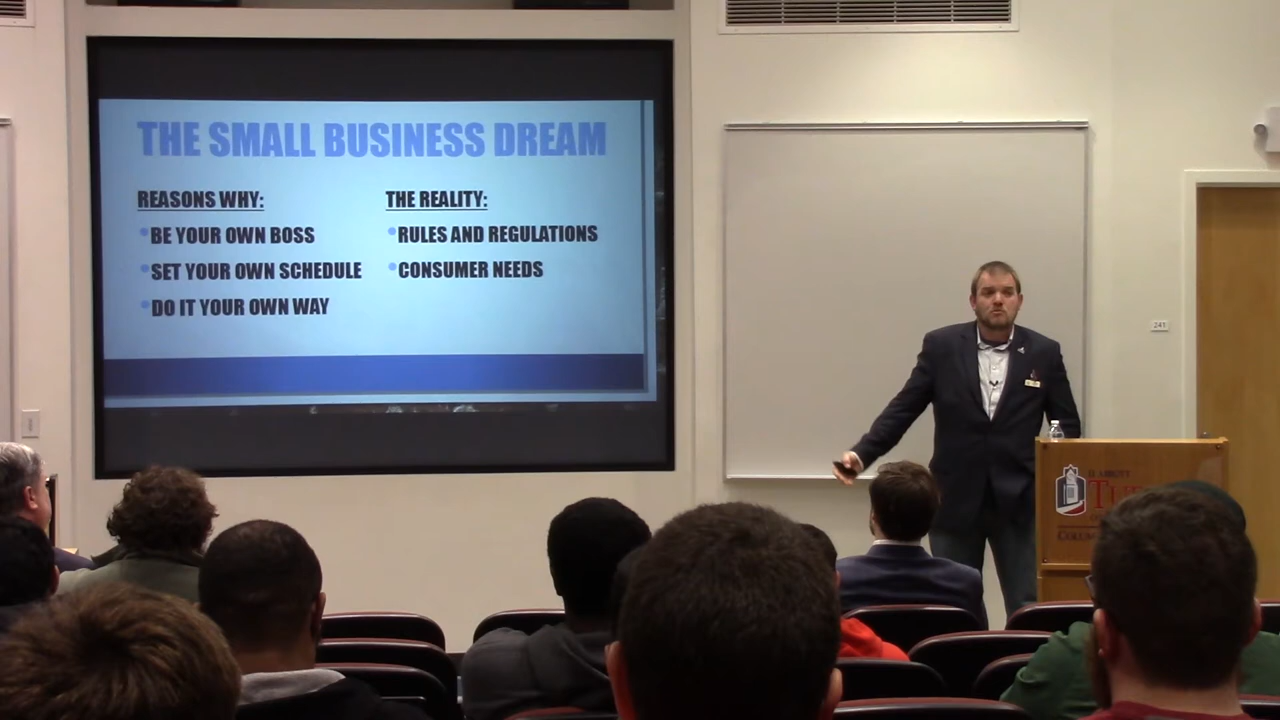 THE SMALL BUSINESS DREAM
REASONS WHY:
BE YOUR OWN BOSS
SET YOUR OWN SCHEDULE
DO IT YOUR OWN WAY
THE REALITY:
RULES AND REGULATIONS
CONSUMER NEEDS
241